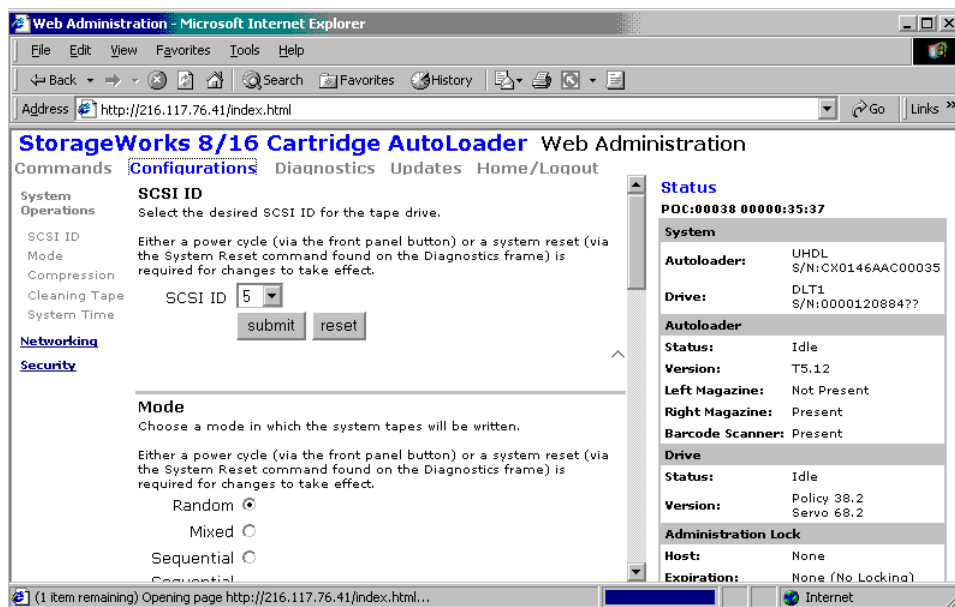 Web Administration - Microsoft Internet Explorer
File Edit View Favorites Tools Help
Back Search Favorites History
Address http://216.117.76.41/index.html Go Links »
StorageWorks 8/16 Cartridge AutoLoader Web Administration
Commands Configurations Diagnostics Updates Home/Logout
System
Operations
SCSI ID
Mode
Compression
Cleaning Tape
System Time
Networking
Security
SCSI ID
Select the desired SCSI ID for the tape drive.
Either a power cycle (via the front panel button) or a system reset (via
the System Reset command found on the Diagnostics frame) is
required for changes to take effect.
SCSI ID 5
submit reset
Mode
Choose a mode in which the system tapes will be written.
Either a power cycle (via the front panel button) or a system reset (via
the System Reset command found on the Diagnostics frame) is
required for changes to take effect.
Random
Mixed
Sequential
Sequential
Status
POC:00038 00000:35:37
System
Autoloader: UHDL
S/N:CX0146AAC00035
Drive: DLT1
S/N:0000120884??
Autoloader
Status: Idle
Version: T5.12
Left Magazine: Not Present
Right Magazine: Present
Barcode Scanner: Present
Drive
Status: Idle
Version: Policy 38.2
Servo 68.2
Administration Lock
Host: None
Expiration: None (No Locking)
(1 item remaining) Opening page http://216.117.76.41/index.html... Internet